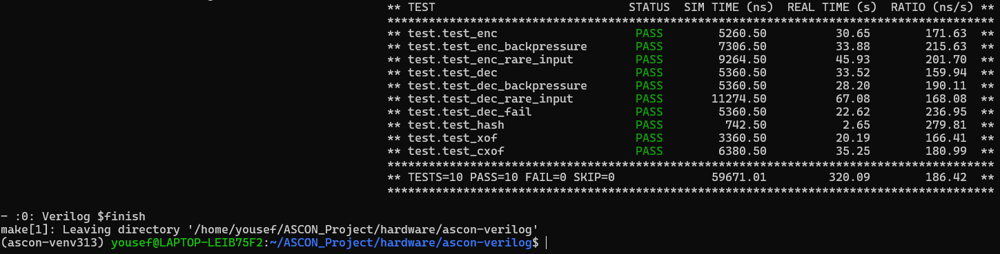 ** TEST                            STATUS  SIM TIME (ns)  REAL TIME (s)  RATIO (ns/s) **
****************************************************************************************
** test.test_enc                    PASS        5260.50          30.65        171.63  **
** test.test_enc_backpressure       PASS        7306.50          33.88        215.63  **
** test.test_enc_rare_input         PASS        9264.50          45.93        201.70  **
** test.test_dec                    PASS        5360.50          33.52        159.94  **
** test.test_dec_backpressure       PASS        5360.50          28.20        190.11  **
** test.test_dec_rare_input         PASS       11274.50          67.08        168.08  **
** test.test_dec_fail               PASS        5360.50          22.62        236.95  **
** test.test_hash                   PASS         742.50           2.65        279.81  **
** test.test_xof                    PASS        3360.50          20.19        166.41  **
** test.test_cxof                   PASS        6380.50          35.25        180.99  **
****************************************************************************************
** TESTS=10 PASS=10 FAIL=0 SKIP=0              59671.01         320.09        186.42  **
****************************************************************************************
- :0: Verilog $finish
make[1]: Leaving directory '/home/yousef/ASCON_Project/hardware/ascon-verilog'
(ascon-venv313) yousef@LAPTOP-LEIB75F2:~/ASCON_Project/hardware/ascon-verilog$